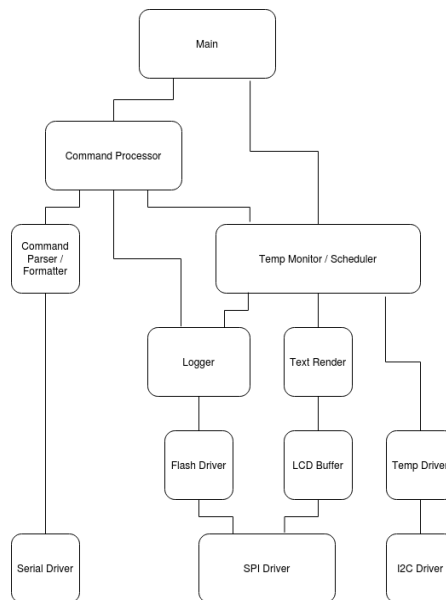 Main
Command Processor
Command
Parser /
Formatter
Temp Monitor / Scheduler
Logger
Text Render
Flash Driver
LCD Buffer
Temp Driver
Serial Driver
SPI Driver
I2C Driver